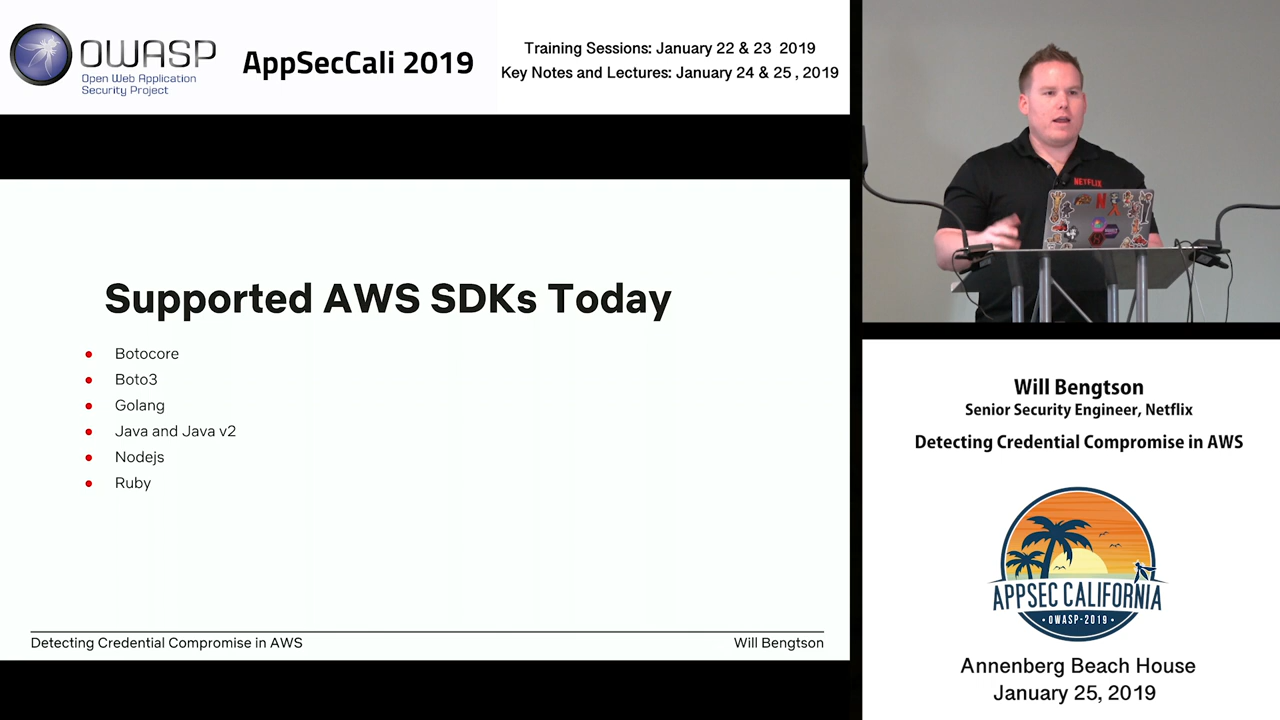 OWASP
Open Web Application
Security Project
AppSecCali 2019
Training Sessions: January 22 & 23 2019
Key Notes and Lectures: January 24 & 25 , 2019
Supported AWS SDKs Today
Botocore
Boto3
Golang
Java and Java v2
Nodejs
Ruby
Detecting Credential Compromise in AWS
Will Bengtson
NETFLIX
Will Bengtson
Senior Security Engineer, Netflix
Detecting Credential Compromise in AWS
APPSEC CALIFORNIA
• OWASP-2019 •
Annenberg Beach House
January 25, 2019